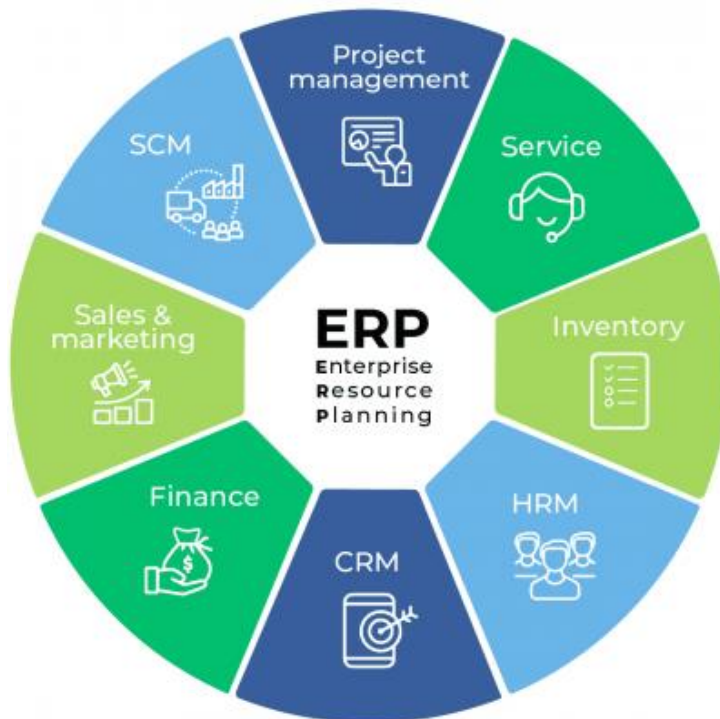 Project
management
Service
Inventory
HRM
CRM
Finance
Sales &
marketing
SCM
ERP
Enterprise
Resource
Planning
$